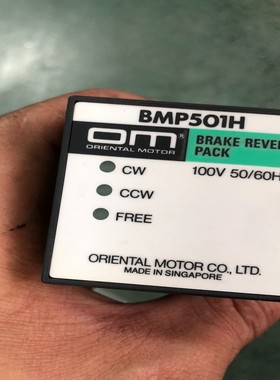 BMP501H
OM®
ORIENTAL MOTOR
BRAKE REVE
PACK
CW 100V 50/60H
CCW
FREE
ORIENTAL MOTOR CO., LTD.
MADE IN SINGAPORE